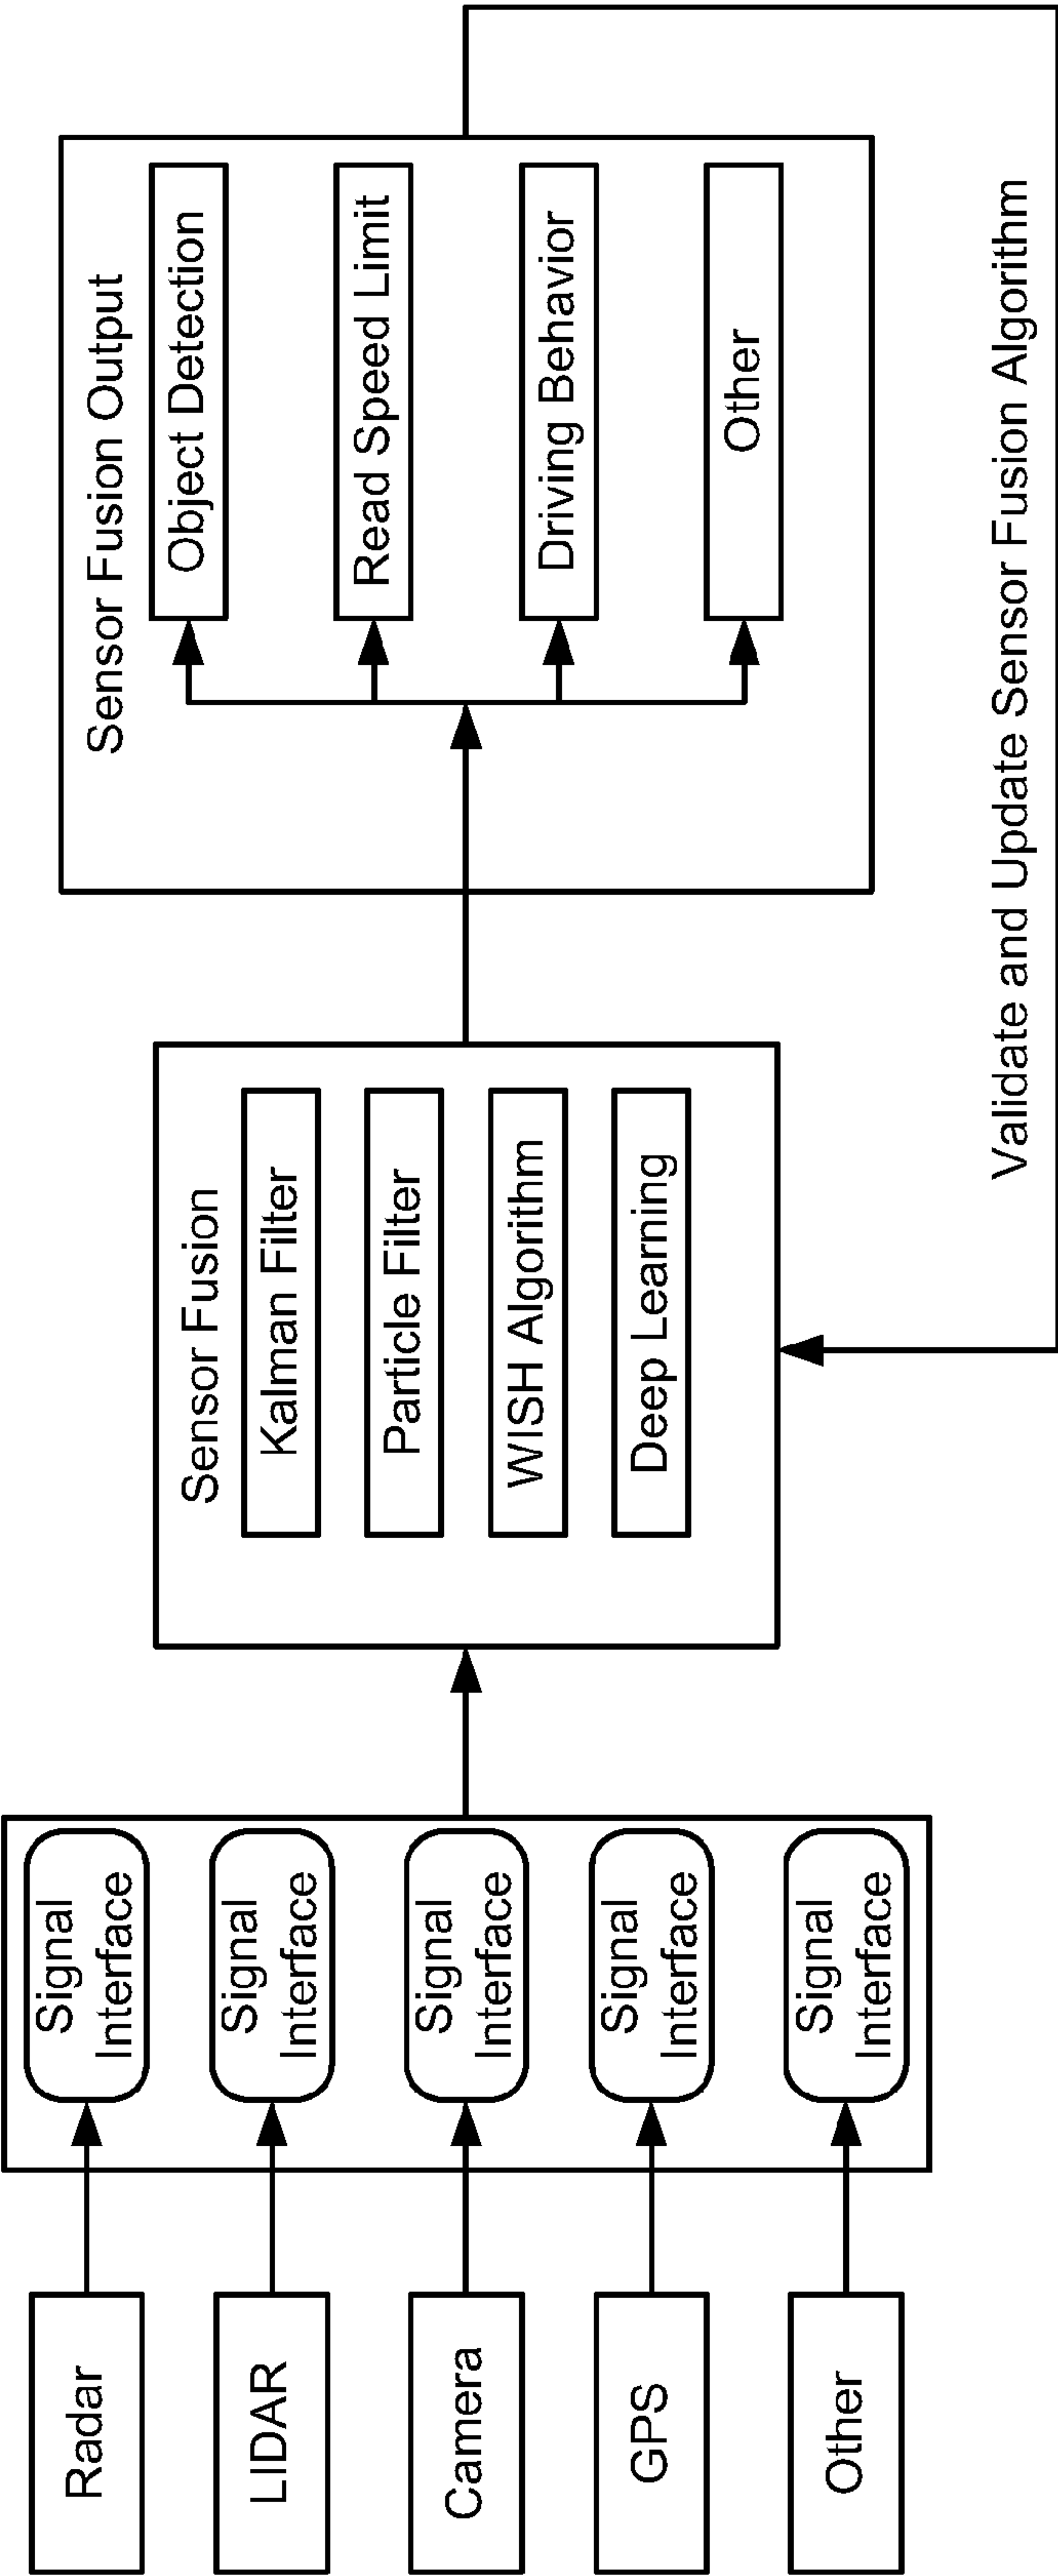 Radar
LIDAR
Camera
GPS
Other
Signal
Interface
Signal
Interface
Signal
Interface
Signal
Interface
Signal
Interface
Sensor Fusion
Kalman Filter
Particle Filter
WISH Algorithm
Deep Learning
Sensor Fusion Output
Object Detection
Read Speed Limit
Driving Behavior
Other
Validate and Update Sensor Fusion Algorithm